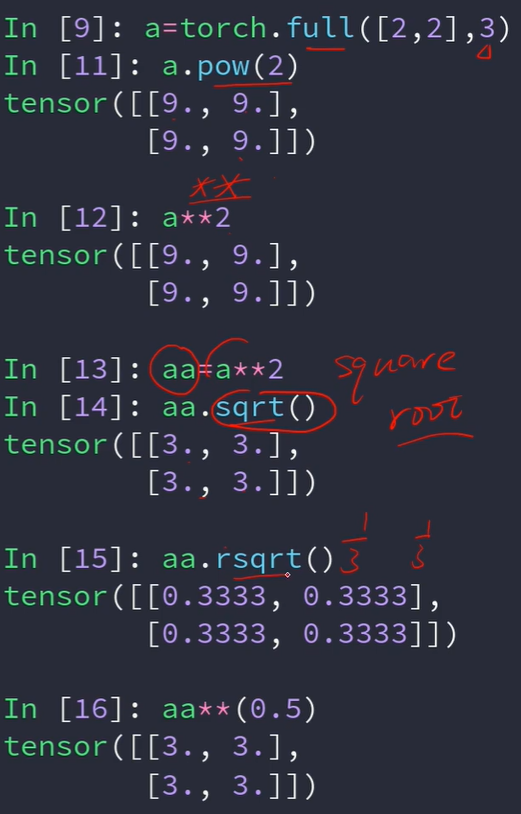 In [9]: a=torch.full([2,2],3)
In [11]: a.pow(2)
tensor([[9., 9.],
        [9., 9.]])
**
In [12]: a**2
tensor([[9., 9.],
        [9., 9.]])
In [13]: aa=a**2
square
In [14]: aa.sqrt()
root
tensor([[3., 3.],
        [3., 3.]])
In [15]: aa.rsqrt()
1/3 1/3
tensor([[0.3333, 0.3333],
        [0.3333, 0.3333]])
In [16]: aa**(0.5)
tensor([[3., 3.],
        [3., 3.]])